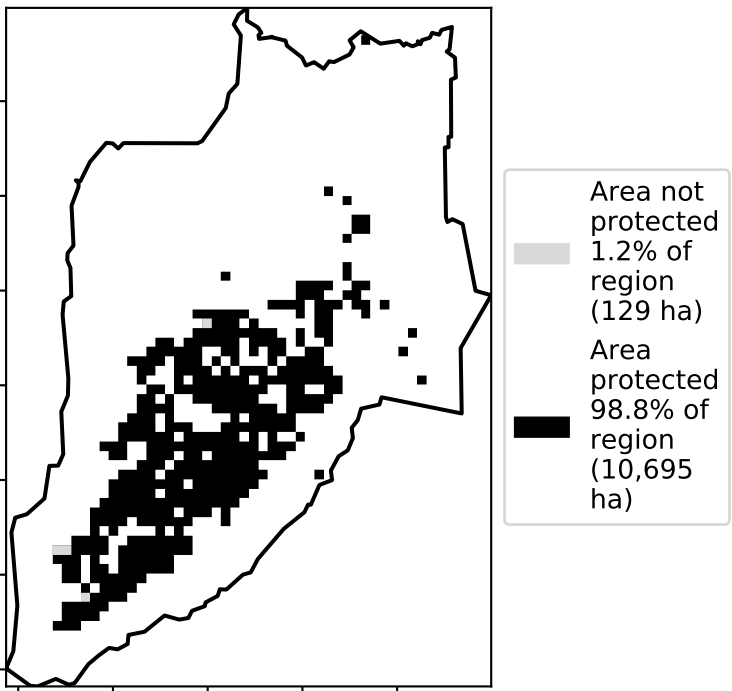 Area not
protected
1.2% of
region
(129 ha)
Area
protected
98.8% of
region
(10,695
ha)